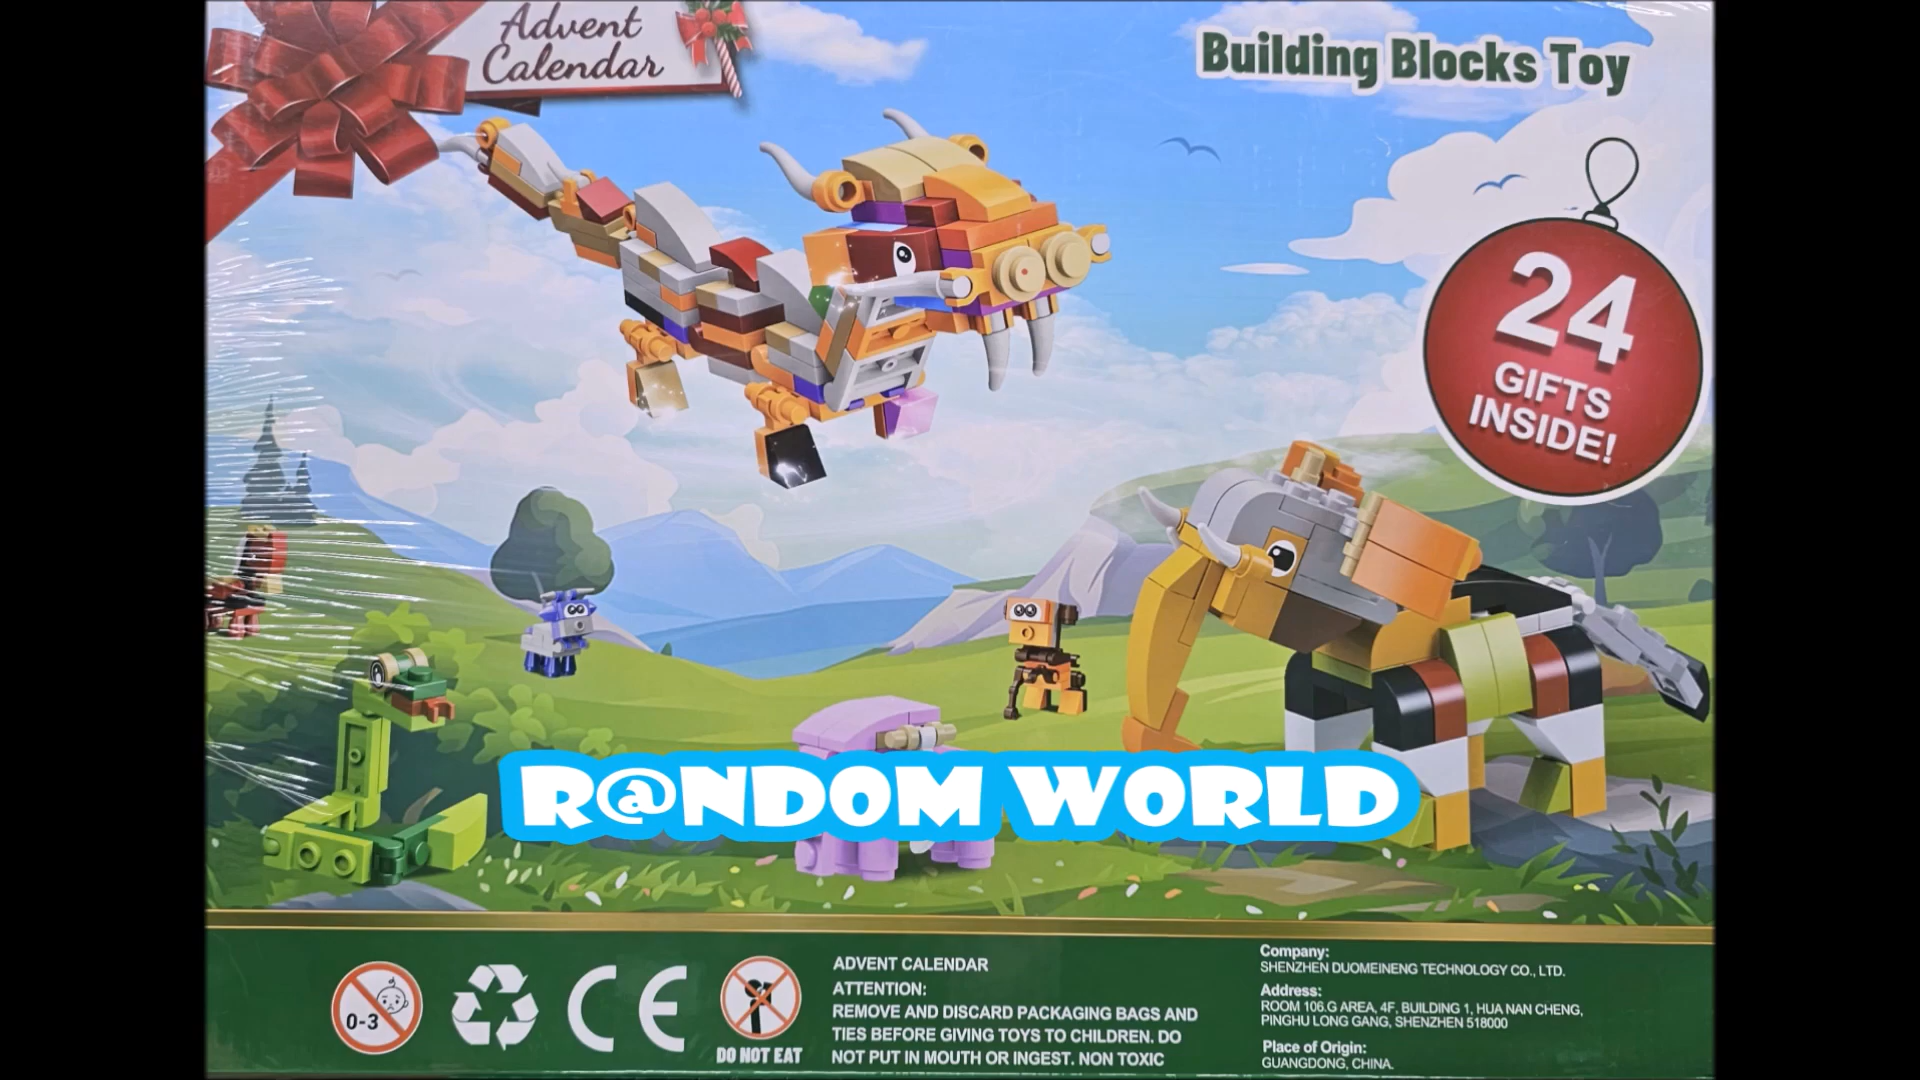 Advent
Calendar
Building Blocks Toy
24
GIFTS
INSIDE!
R@NDOM WORLD
0-3
CE
DO NOT EAT
ADVENT CALENDAR
ATTENTION:
REMOVE AND DISCARD PACKAGING BAGS AND
TIES BEFORE GIVING TOYS TO CHILDREN. DO
NOT PUT IN MOUTH OR INGEST. NON TOXIC
Company:
SHENZHEN DUOMEINENG TECHNOLOGY CO., LTD.
Address:
ROOM 106.G AREA, 4F, BUILDING 1, HUA NAN CHENG,
PINGHU LONG GANG, SHENZHEN 518000
Place of Origin:
GUANGDONG, CHINA.